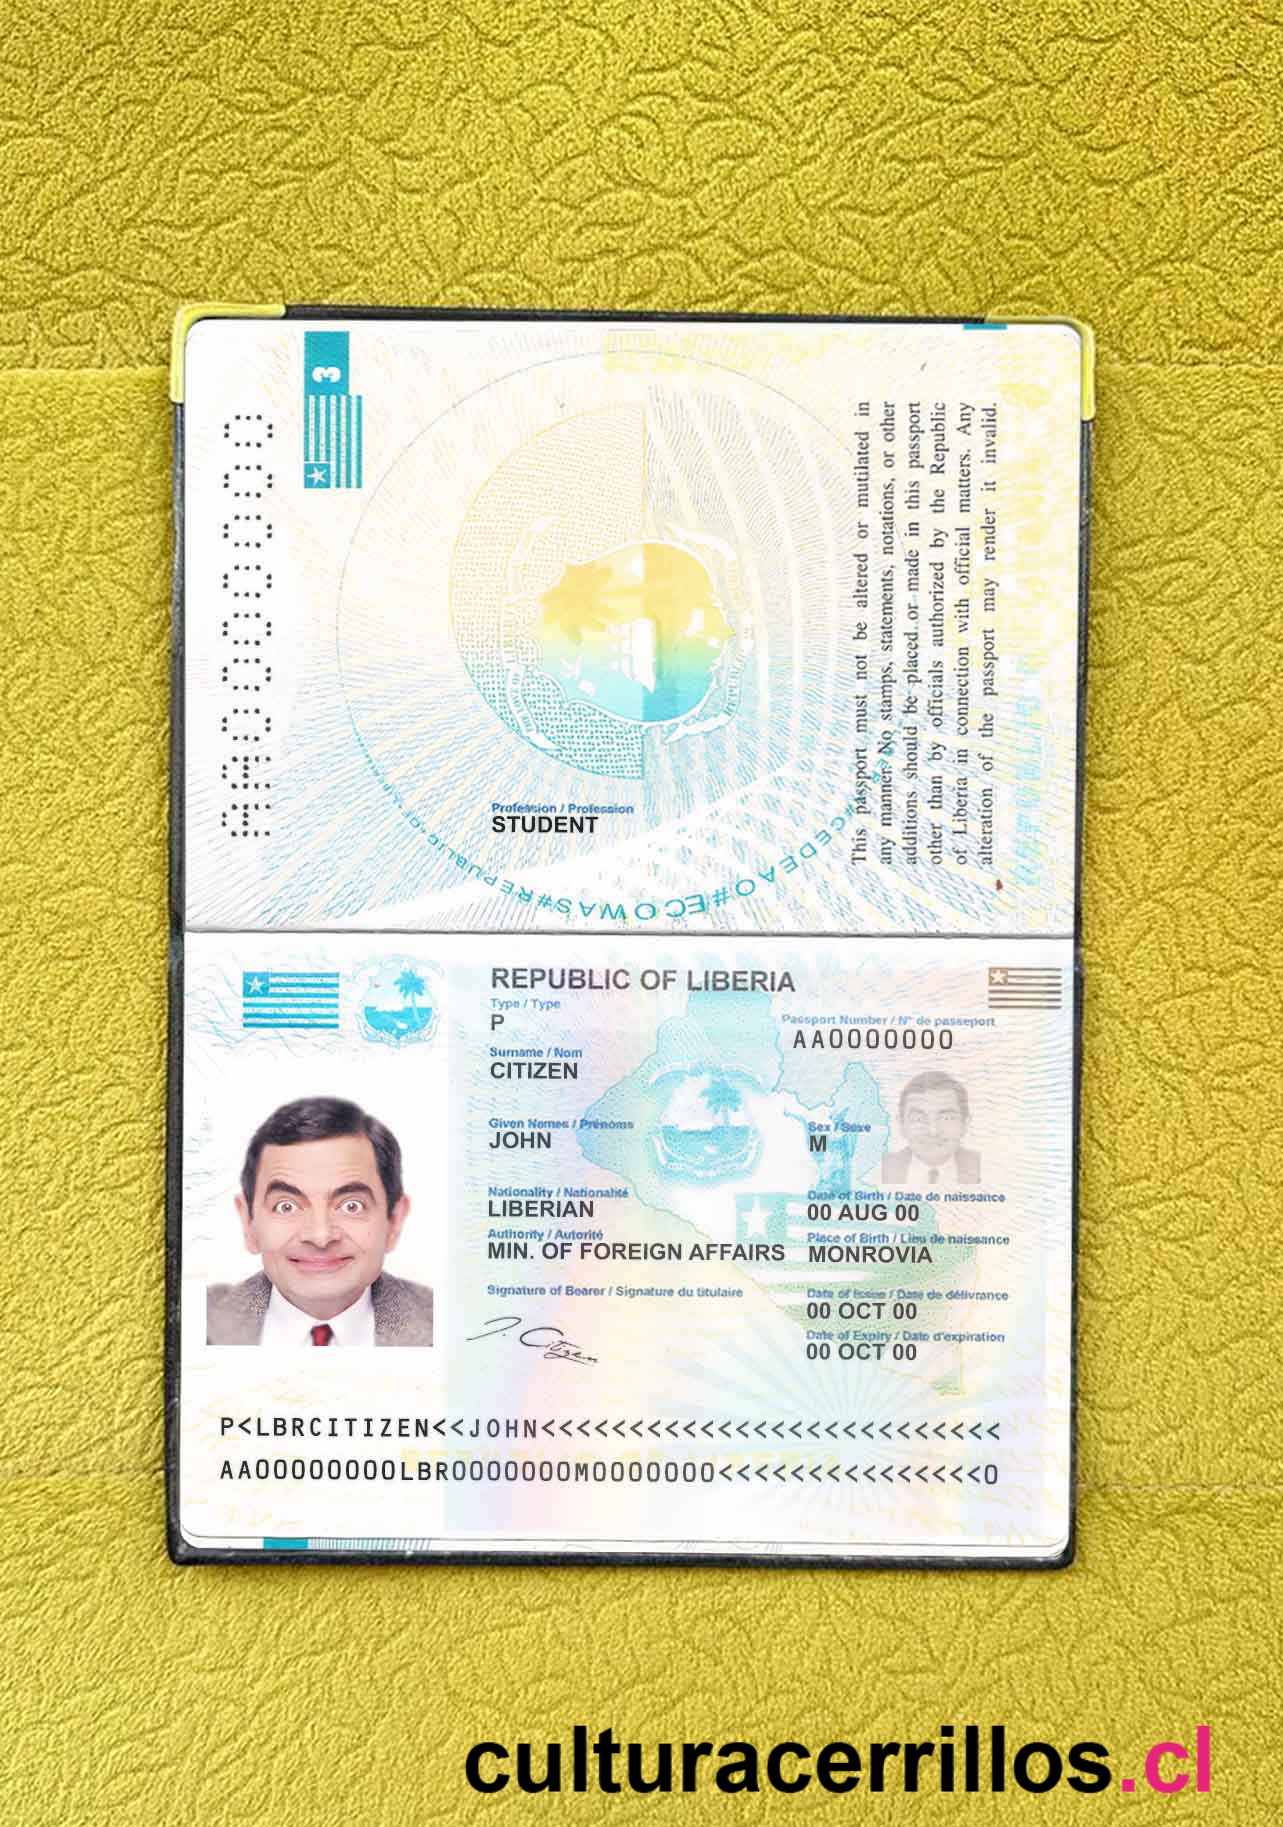 3
AA0000000
This passport must not be altered or mutilated in
any manner. No stamps, statements, notations, or other
additions should be placed or made in this passport
other than by officials authorized by the Republic
of Liberia in connection with official matters. Any
alteration of the passport may render it invalid.
Profession / Profession
STUDENT
#CEDEAO#ECOWAS#REPUBLIC
REPUBLIC OF LIBERIA
Type / Type
P
Passport Number / N° de passeport
AA0000000
Surname / Nom
CITIZEN
Given Names / Prénoms
JOHN
Sex / Sexe
M
Nationality / Nationalité
LIBERIAN
Date of Birth / Date de naissance
00 AUG 00
Authority / Autorité
MIN. OF FOREIGN AFFAIRS
Place of Birth / Lieu de naissance
MONROVIA
Signature of Bearer / Signature du titulaire
Date of Issue / Date de délivrance
00 OCT 00
J. Citizen
Date of Expiry / Date d'expiration
00 OCT 00
P<LBRCITIZEN<<JOHN<<<<<<<<<<<<<<<<<<<<<<<<<<
AA00000000LBR0000000M0000000<<<<<<<<<<<<<<<0
culturacerrillos.cl